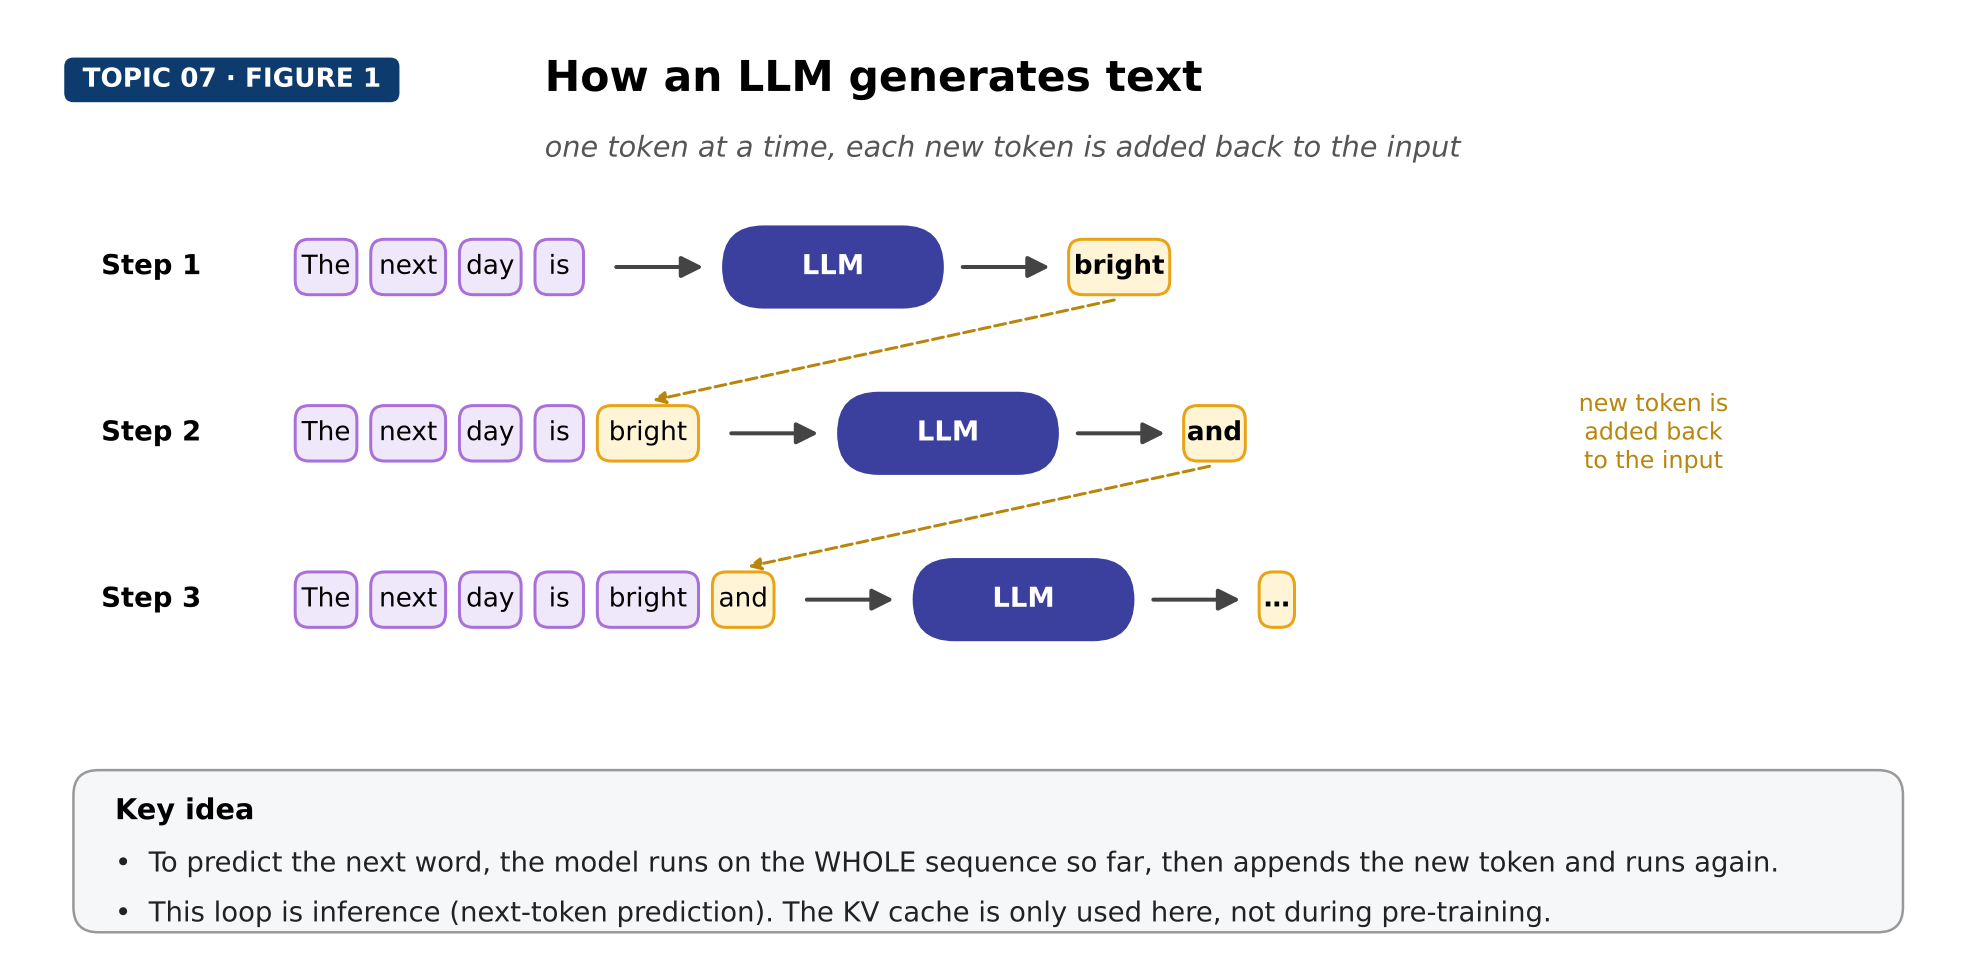 TOPIC 07 · FIGURE 1
How an LLM generates text
one token at a time, each new token is added back to the input
Step 1 The next day is LLM bright
Step 2 The next day is bright LLM and
new token is
added back
to the input
Step 3 The next day is bright and LLM ...
Key idea
• To predict the next word, the model runs on the WHOLE sequence so far, then appends the new token and runs again.
• This loop is inference (next-token prediction). The KV cache is only used here, not during pre-training.